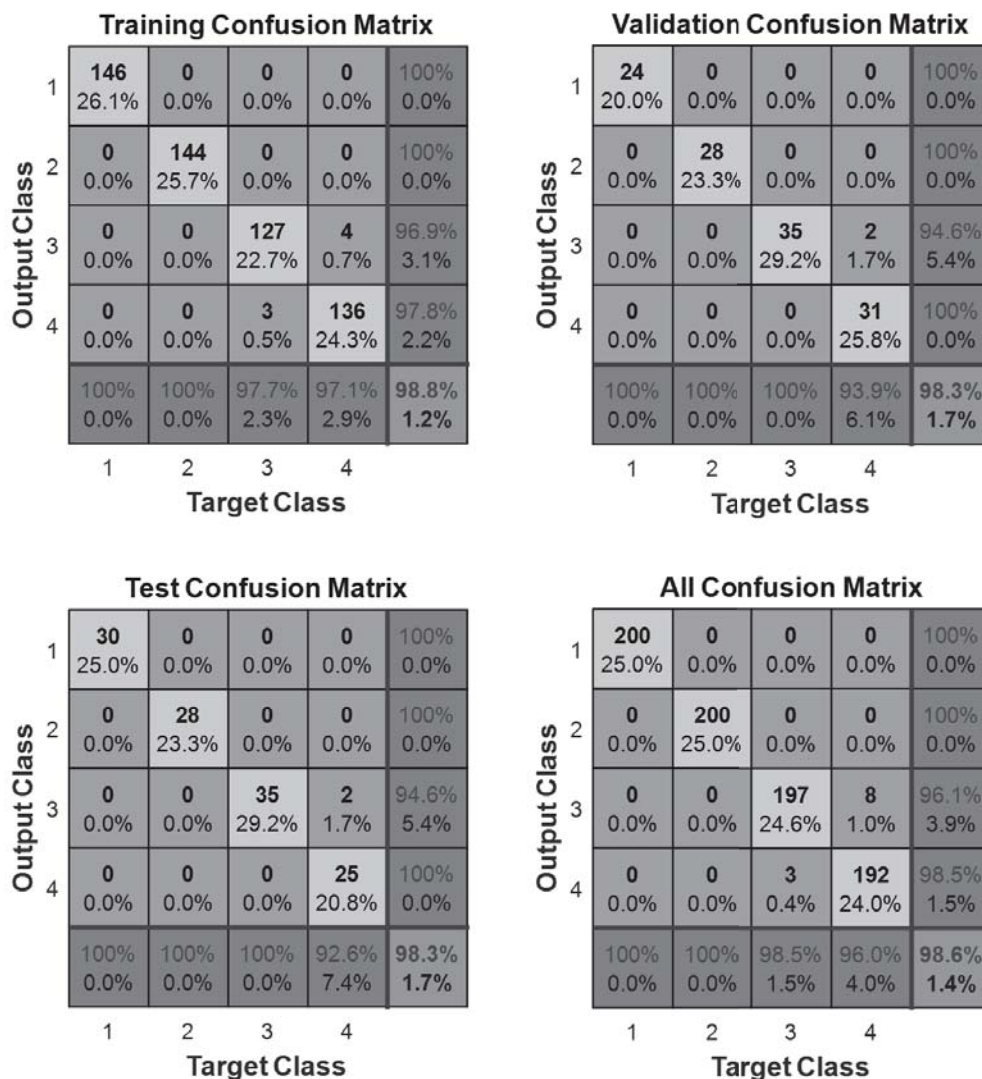 Training Confusion Matrix
Output Class
1 146 0 0 0 100%
26.1% 0.0% 0.0% 0.0% 0.0%
2 0 144 0 0 100%
0.0% 25.7% 0.0% 0.0% 0.0%
3 0 0 127 4 96.9%
0.0% 0.0% 22.7% 0.7% 3.1%
4 0 0 3 136 97.8%
0.0% 0.0% 0.5% 24.3% 2.2%
100% 100% 97.7% 97.1% 98.8%
0.0% 0.0% 2.3% 2.9% 1.2%
1 2 3 4
Target Class
Validation Confusion Matrix
Output Class
1 24 0 0 0 100%
20.0% 0.0% 0.0% 0.0% 0.0%
2 0 28 0 0 100%
0.0% 23.3% 0.0% 0.0% 0.0%
3 0 0 35 2 94.6%
0.0% 0.0% 29.2% 1.7% 5.4%
4 0 0 0 31 100%
0.0% 0.0% 0.0% 25.8% 0.0%
100% 100% 100% 93.9% 98.3%
0.0% 0.0% 0.0% 6.1% 1.7%
1 2 3 4
Target Class
Test Confusion Matrix
Output Class
1 30 0 0 0 100%
25.0% 0.0% 0.0% 0.0% 0.0%
2 0 28 0 0 100%
0.0% 23.3% 0.0% 0.0% 0.0%
3 0 0 35 2 94.6%
0.0% 0.0% 29.2% 1.7% 5.4%
4 0 0 0 25 100%
0.0% 0.0% 0.0% 20.8% 0.0%
100% 100% 100% 92.6% 98.3%
0.0% 0.0% 0.0% 7.4% 1.7%
1 2 3 4
Target Class
All Confusion Matrix
Output Class
1 200 0 0 0 100%
25.0% 0.0% 0.0% 0.0% 0.0%
2 0 200 0 0 100%
0.0% 25.0% 0.0% 0.0% 0.0%
3 0 0 197 8 96.1%
0.0% 0.0% 24.6% 1.0% 3.9%
4 0 0 3 192 98.5%
0.0% 0.0% 0.4% 24.0% 1.5%
100% 100% 98.5% 96.0% 98.6%
0.0% 0.0% 1.5% 4.0% 1.4%
1 2 3 4
Target Class